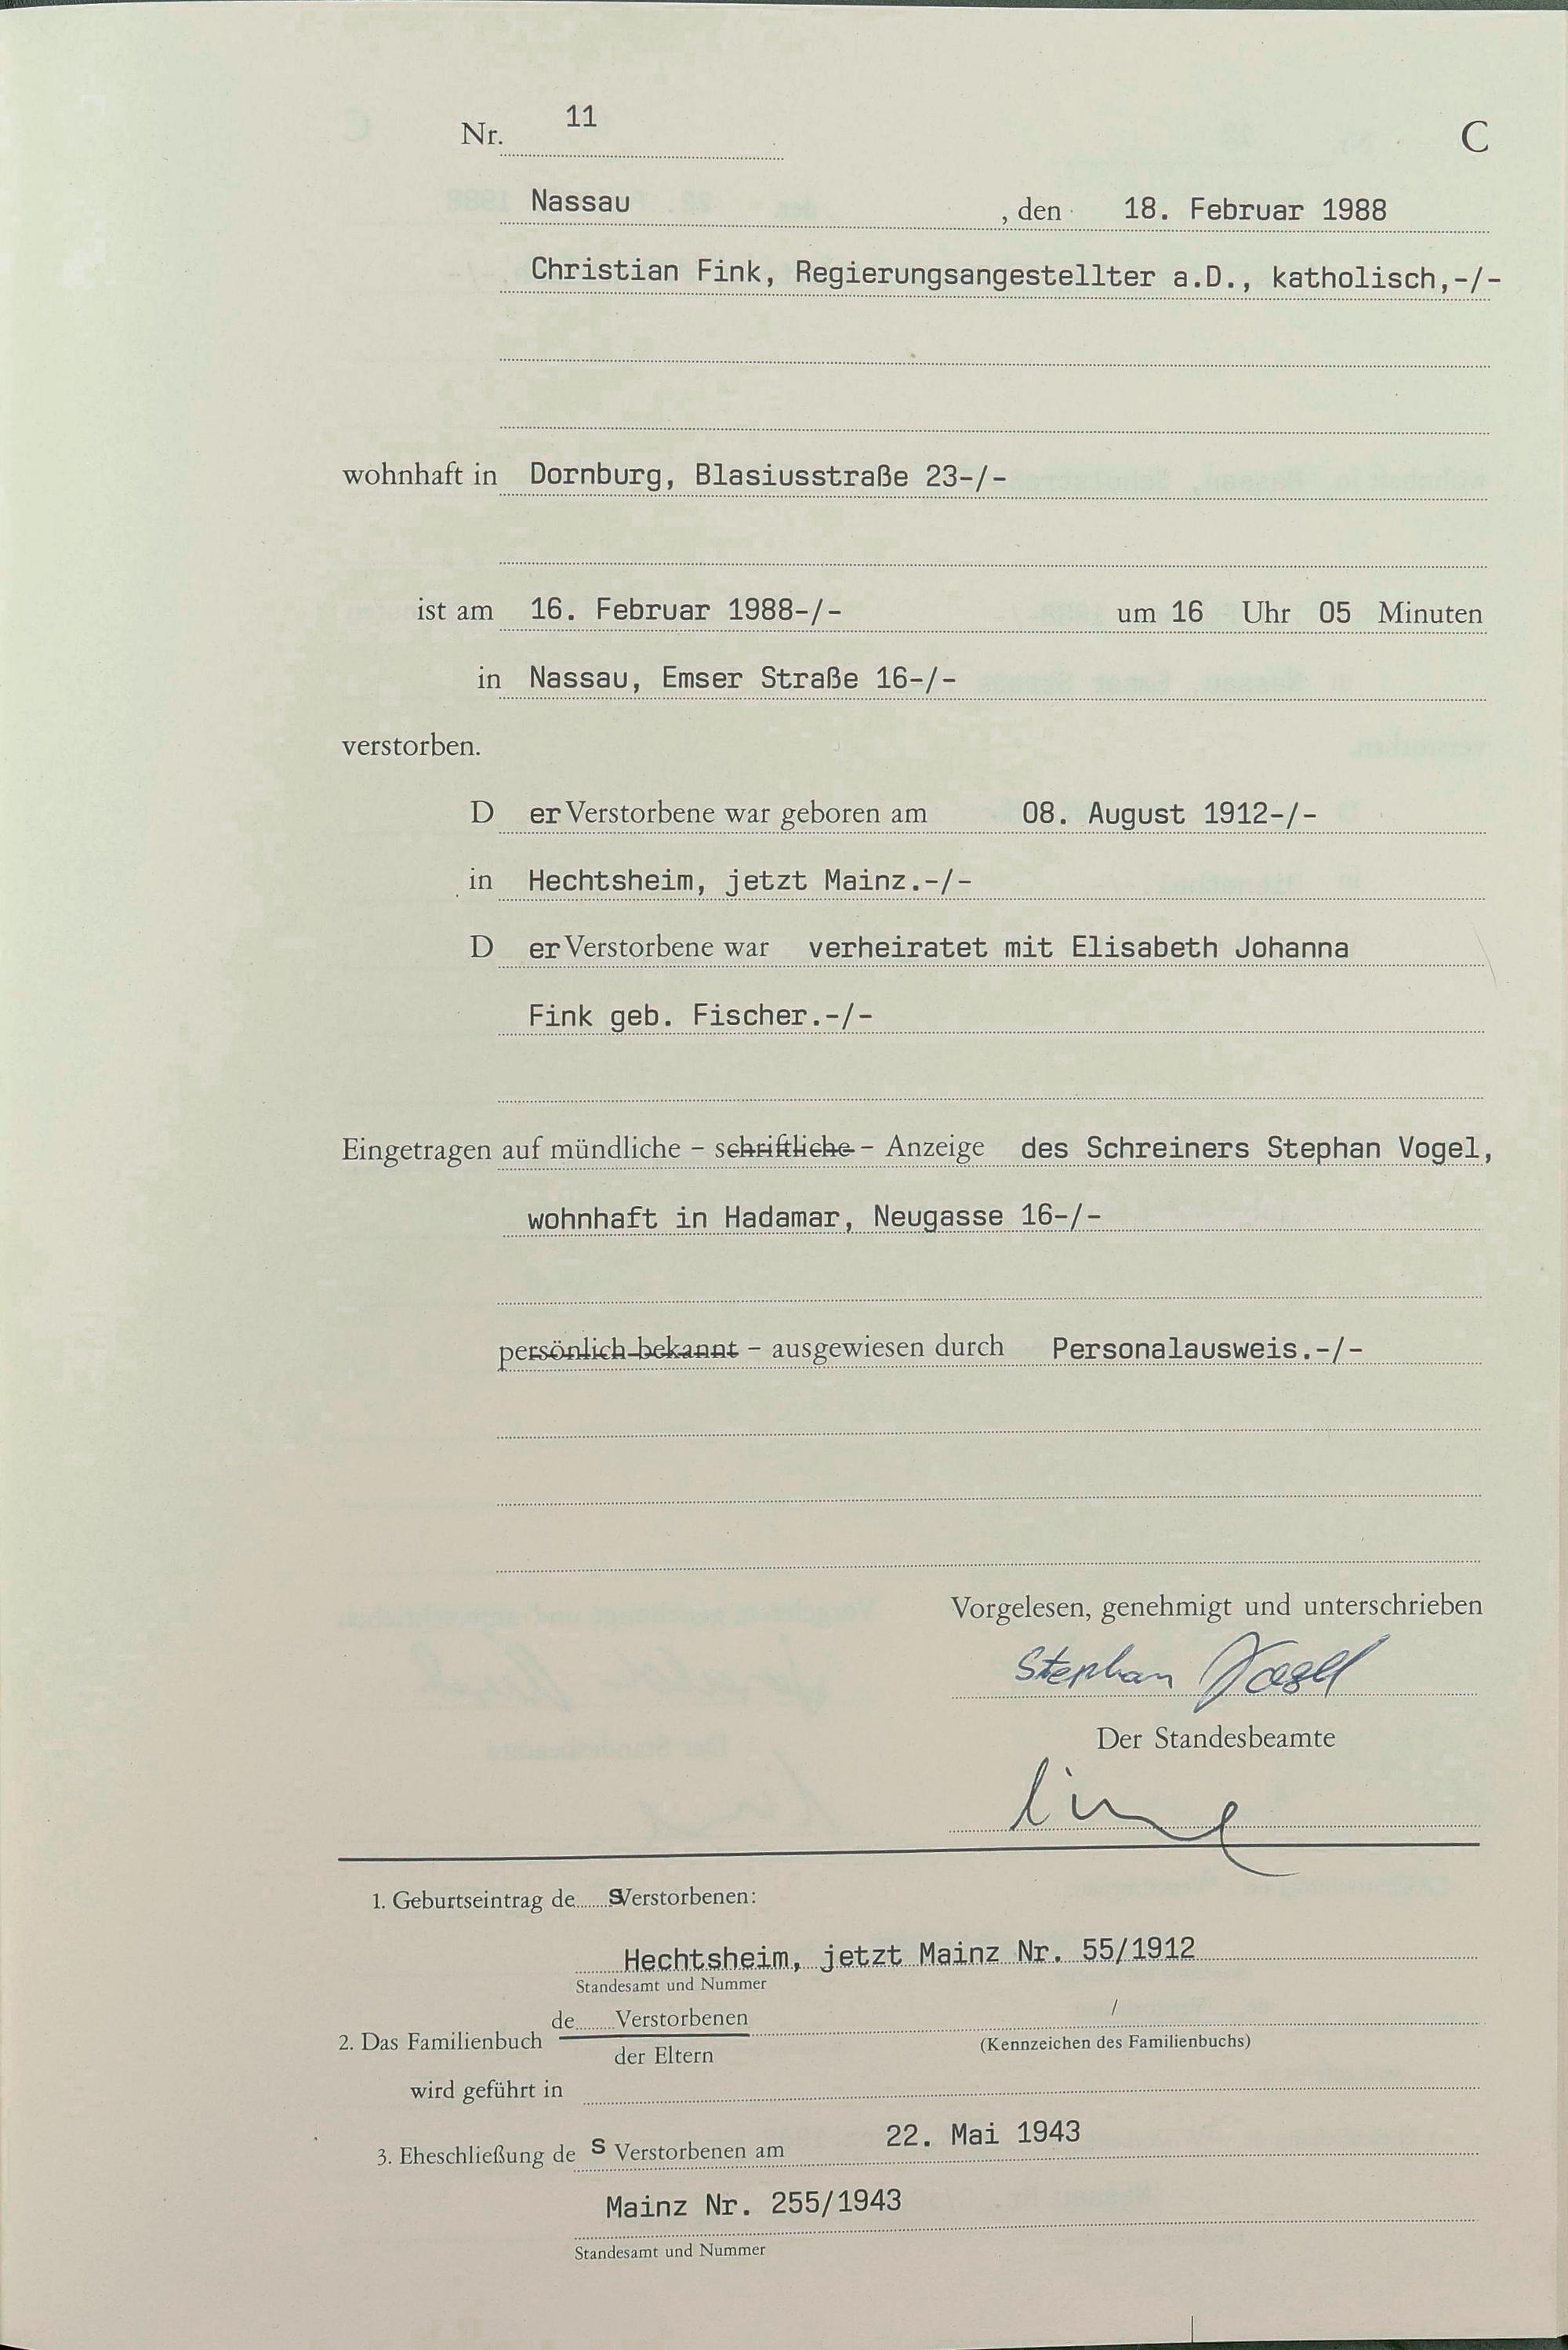 Nr. 11 C
Nassau, den 18. Februar 1988
Christian Fink, Regierungsangestellter a.D., katholisch,-/-
wohnhaft in Dornburg, Blasiusstraße 23-/-
ist am 16. Februar 1988-/- um 16 Uhr 05 Minuten
in Nassau, Emser Straße 16-/-
verstorben.
D er Verstorbene war geboren am 08. August 1912-/-
in Hechtsheim, jetzt Mainz.-/-
D er Verstorbene war verheiratet mit Elisabeth Johanna
Fink geb. Fischer.-/-
Eingetragen auf mündliche - schriftliche - Anzeige des Schreiners Stephan Vogel,
wohnhaft in Hadamar, Neugasse 16-/-
persönlich bekannt - ausgewiesen durch Personalausweis.-/-
Vorgelesen, genehmigt und unterschrieben
Stephan Vogel
Der Standesbeamte
1. Geburtseintrag des Verstorbenen:
Hechtsheim, jetzt Mainz Nr. 55/1912
Standesamt und Nummer
de Verstorbenen /
2. Das Familienbuch (Kennzeichen des Familienbuchs)
der Eltern
wird geführt in
3. Eheschließung des Verstorbenen am 22. Mai 1943
Mainz Nr. 255/1943
Standesamt und Nummer